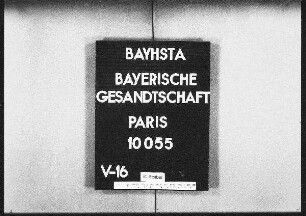 BAYHSTA
BAYERISCHE
GESANDTSCHAFT
PARIS
10055
V-16